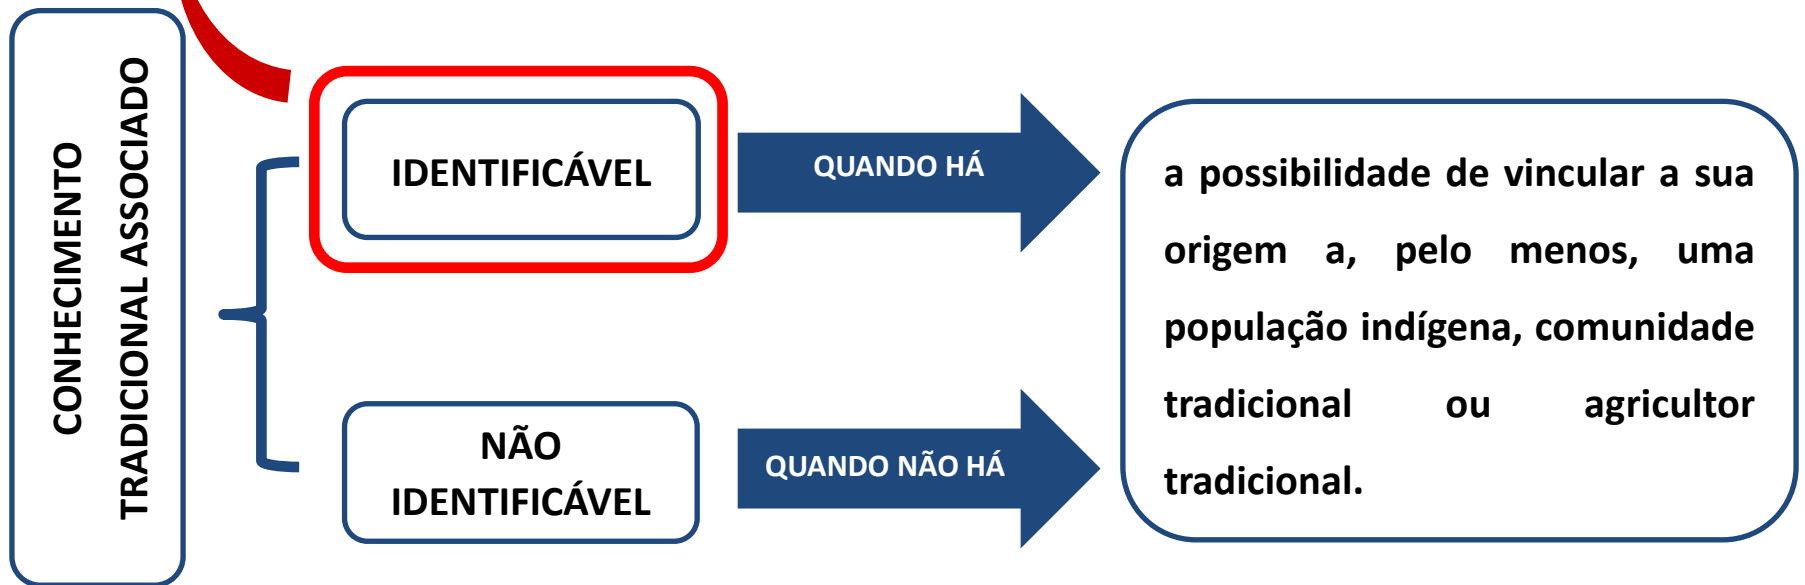 CONHECIMENTO
TRADICIONAL ASSOCIADO
IDENTIFICÁVEL
QUANDO HÁ
NÃO
IDENTIFICÁVEL
QUANDO NÃO HÁ
a possibilidade de vincular a sua
origem a, pelo menos, uma
população indígena, comunidade
tradicional ou agricultor
tradicional.